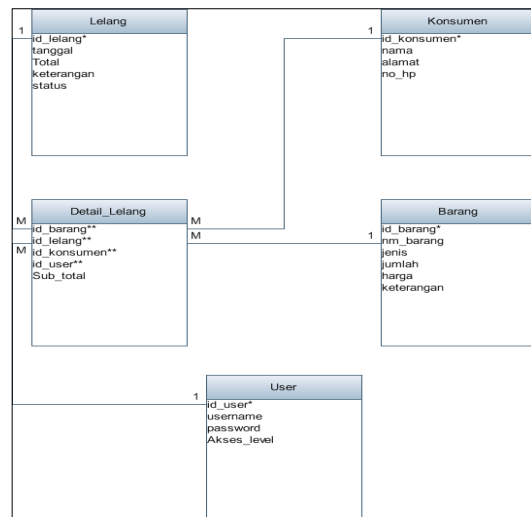 Lelang
1
id_lelang*
tanggal
Total
keterangan
status
Konsumen
1
id_konsumen*
nama
alamat
no_hp
Detail_Lelang
M
M
M
M
id_barang**
id_lelang**
id_konsumen**
id_user**
Sub_total
Barang
1
id_barang*
nm_barang
jenis
jumlah
harga
keterangan
User
1
id_user*
username
password
Akses_level